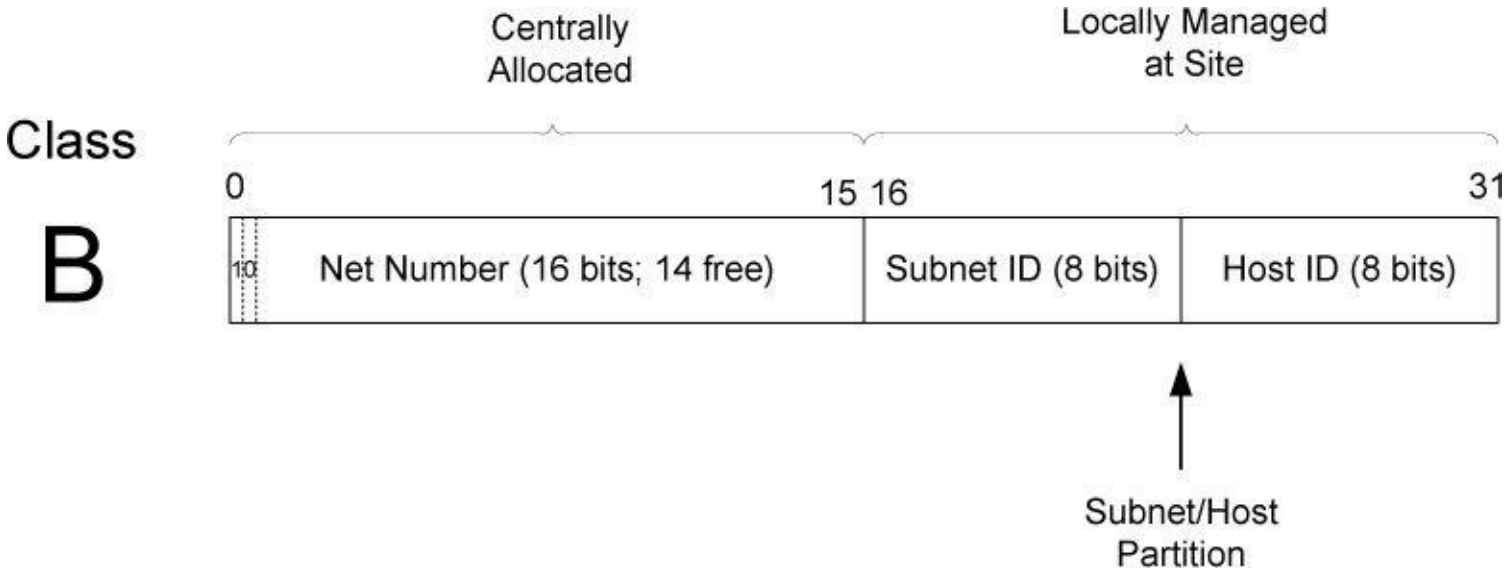 Centrally
Allocated
Locally Managed
at Site
Class
0
15 16
31
B
10
Net Number (16 bits; 14 free)
Subnet ID (8 bits)
Host ID (8 bits)
Subnet/Host
Partition